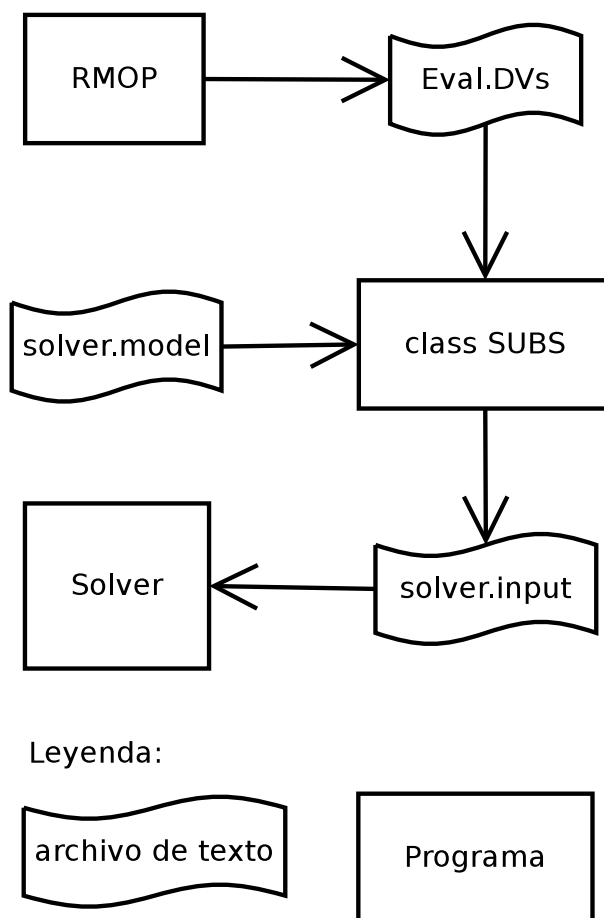 RMOP
Eval.DVs
solver.model
class SUBS
Solver
solver.input
Leyenda:
archivo de texto
Programa